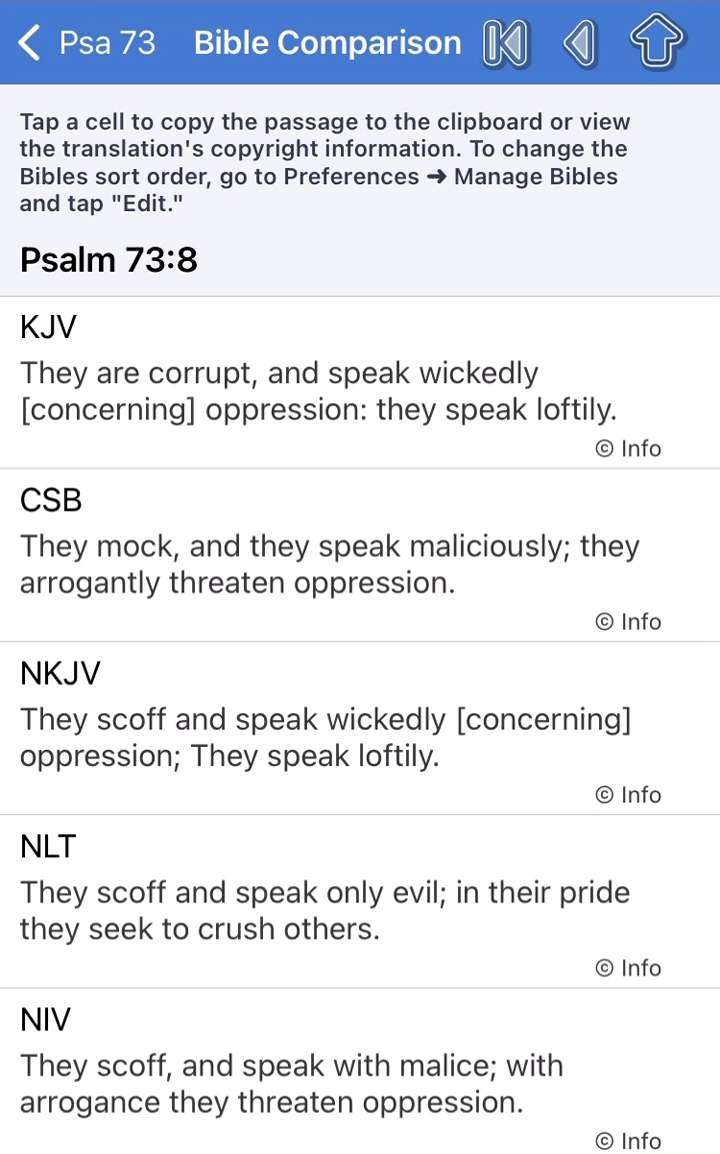 Psa 73 Bible Comparison
Tap a cell to copy the passage to the clipboard or view
the translation's copyright information. To change the
Bibles sort order, go to Preferences ➜ Manage Bibles
and tap "Edit."
Psalm 73:8
KJV
They are corrupt, and speak wickedly
[concerning] oppression: they speak loftily.
© Info
CSB
They mock, and they speak maliciously; they
arrogantly threaten oppression.
© Info
NKJV
They scoff and speak wickedly [concerning]
oppression; They speak loftily.
© Info
NLT
They scoff and speak only evil; in their pride
they seek to crush others.
© Info
NIV
They scoff, and speak with malice; with
arrogance they threaten oppression.
© Info